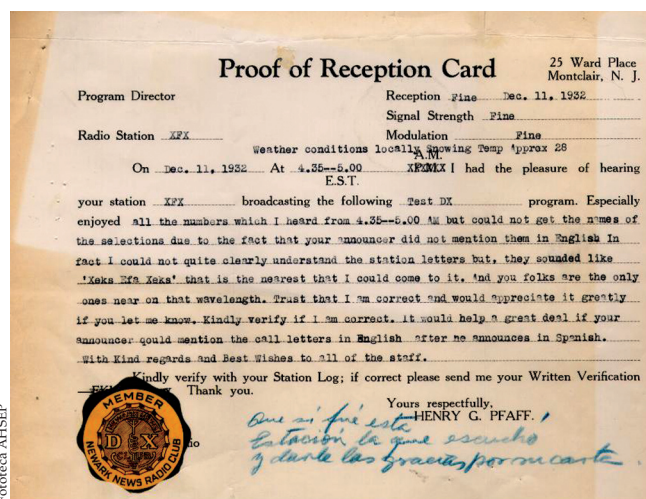 Proof of Reception Card
25 Ward Place
Montclair, N. J.
Program Director
Reception Fine Dec. 11, 1932
Signal Strength Fine
Radio Station XFX
Modulation Fine
Weather conditions locally Snowing Temp Approx 28
A.M.
On Dec. 11, 1932 At 4.35--5.00 I had the pleasure of hearing
E.S.T.
your station XFX broadcasting the following Test DX program. Especially
enjoyed all the numbers which I heard from 4.35--5.00 AM but could not get the names of
the selections due to the fact that your announcer did not mention them in English In
fact I could not quite clearly understand the station letters but, they sounded like
'Xeks Efa Xeks' that is the nearest that I could come to it. And you folks are the only
ones near on that wavelength. Trust that I am correct and would appreciate it greatly
if you let me know. Kindly verify if I am correct. it would help a great deal if your
announcer qould mention the call letters in English after he announces in Spanish.
With Kind regards and Best Wishes to all of the staff.
Kindly verify with your Station Log; if correct please send me your Written Verification
Thank you.
Yours respectfully,
HENRY G. PFAFF.
Que si fué esta
Estación la que escuchó
y darle las gracias por su carta
MEMBER
DX
CLUB
NEWARK NEWS RADIO CLUB
Fototeca AHSEP